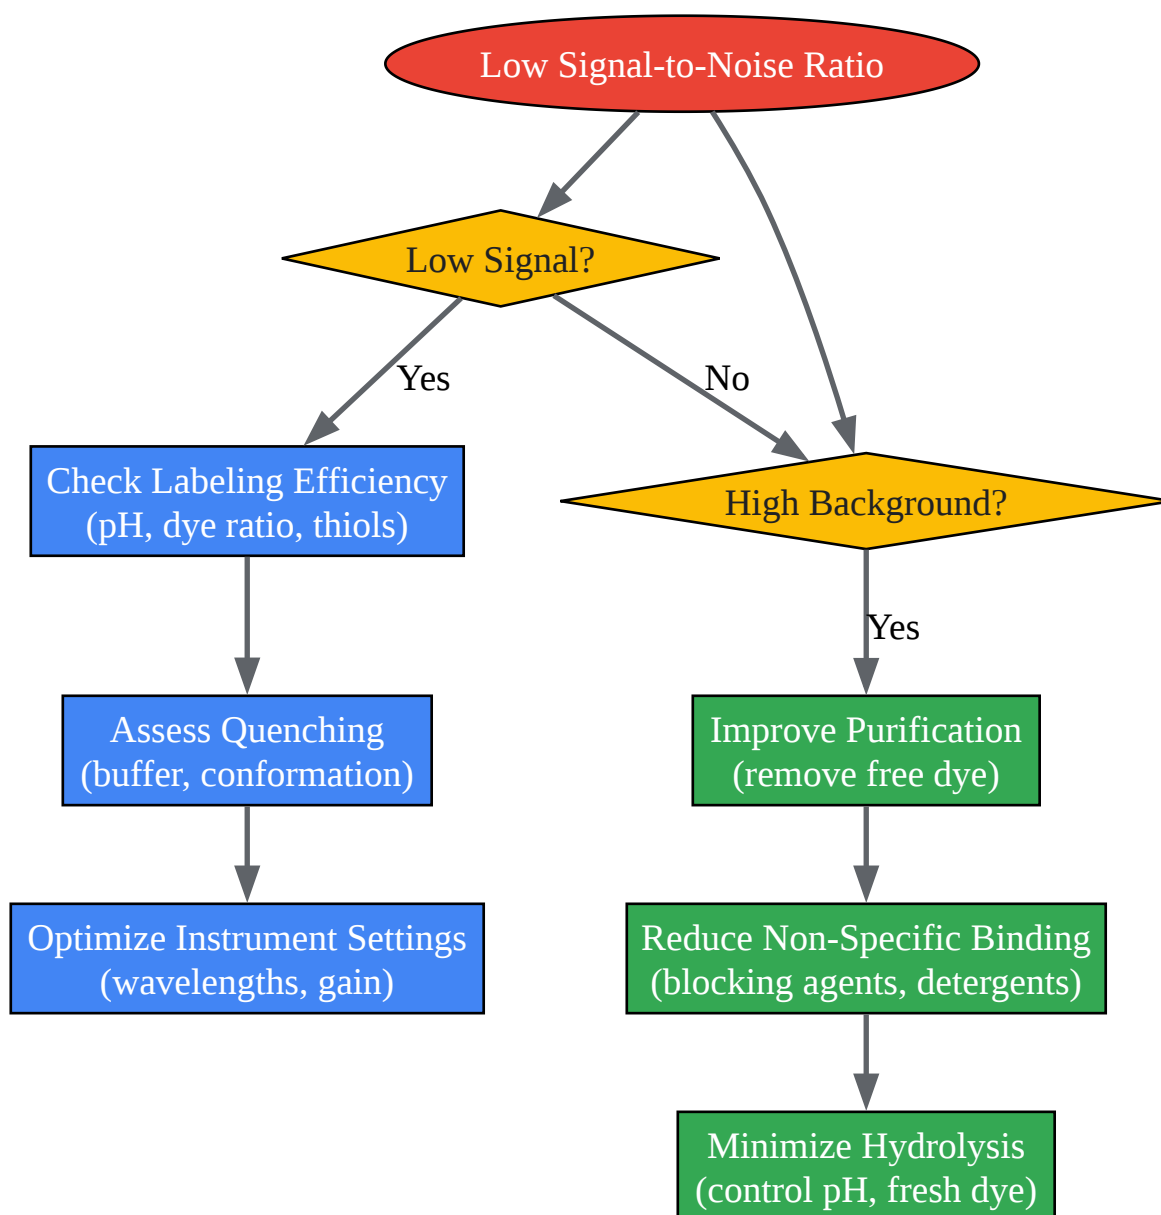 Low Signal-to-Noise Ratio
Low Signal?
Yes
No
Check Labeling Efficiency
(pH, dye ratio, thiols)
High Background?
Yes
Assess Quenching
(buffer, conformation)
Improve Purification
(remove free dye)
Optimize Instrument Settings
(wavelengths, gain)
Reduce Non-Specific Binding
(blocking agents, detergents)
Minimize Hydrolysis
(control pH, fresh dye)